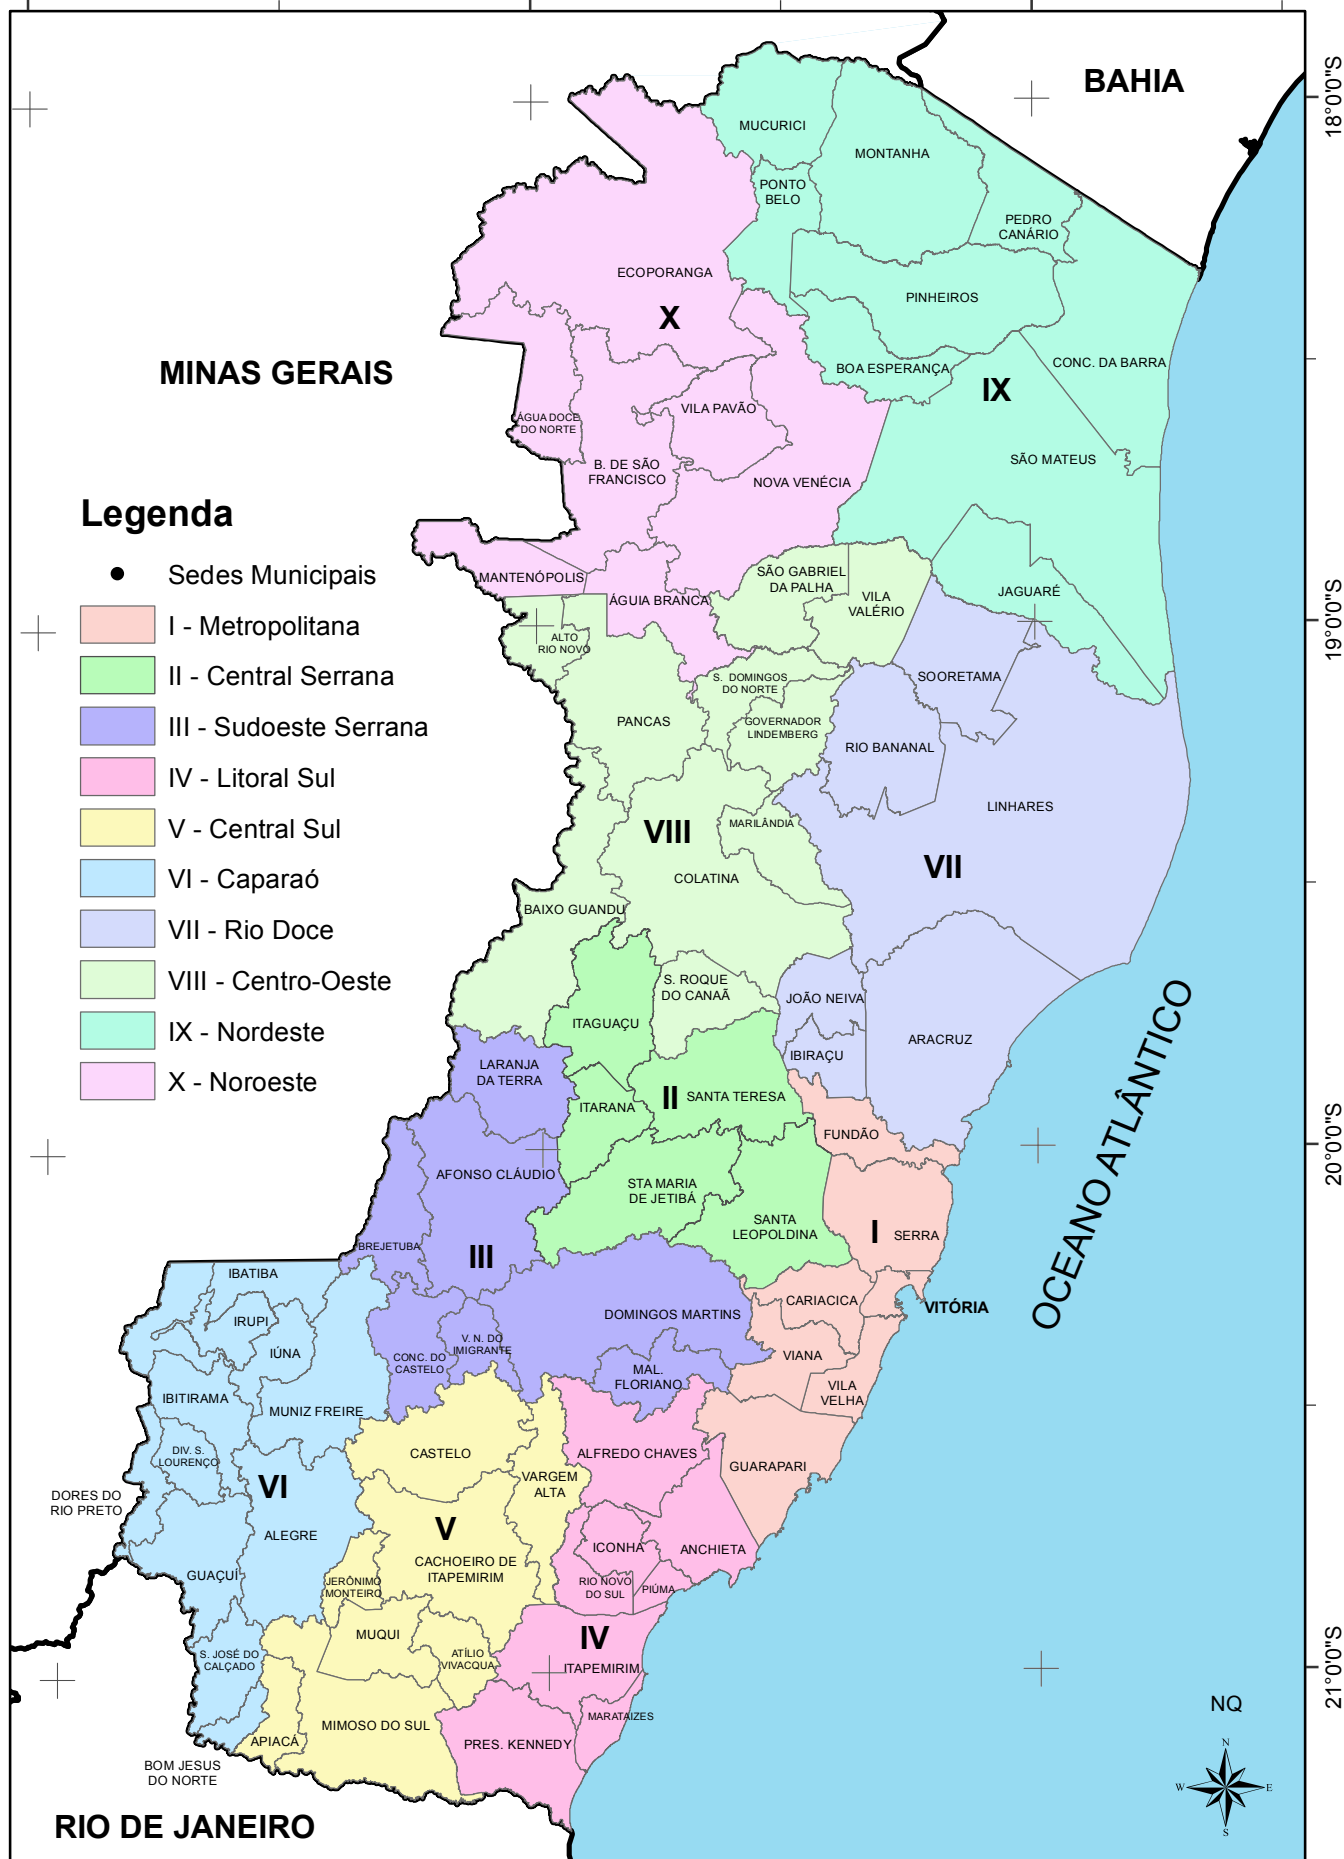 BAHIA
18°0'0"S
MUCURICI
MONTANHA
PONTO
BELO
PEDRO
CANÁRIO
ECOPORANGA
PINHEIROS
X
MINAS GERAIS
CONC. DA BARRA
BOA ESPERANÇA
IX
VILA PAVÃO
ÁGUA DOCE
DO NORTE
SÃO MATEUS
B. DE SÃO
FRANCISCO
NOVA VENÉCIA
Legenda
Sedes Municipais
I - Metropolitana
II - Central Serrana
III - Sudoeste Serrana
IV - Litoral Sul
V - Central Sul
VI - Caparaó
VII - Rio Doce
VIII - Centro-Oeste
IX - Nordeste
X - Noroeste
MANTENÓPOLIS
SÃO GABRIEL
DA PALHA
JAGUARÉ
ÁGUIA BRANCA
VILA
VALÉRIO
19°0'0"S
ALTO
RIO NOVO
SOORETAMA
S. DOMINGOS
DO NORTE
PANCAS
GOVERNADOR
LINDEMBERG
RIO BANANAL
LINHARES
MARILÂNDIA
VIII
VII
COLATINA
BAIXO GUANDU
S. ROQUE
DO CANAÃ
JOÃO NEIVA
ITAGUAÇU
ARACRUZ
IBIRAÇU
LARANJA
DA TERRA
II
SANTA TERESA
ITARANA
FUNDÃO
20°0'0"S
AFONSO CLÁUDIO
STA MARIA
DE JETIBÁ
SANTA
LEOPOLDINA
I
SERRA
BREJETUBA
III
OCEANO ATLÂNTICO
IBATIBA
CARIACICA
VITÓRIA
DOMINGOS MARTINS
IRUPI
IÚNA
V. N. DO
IMIGRANTE
CONC. DO
CASTELO
VIANA
MAL.
FLORIANO
VILA
VELHA
IBITIRAMA
MUNIZ FREIRE
DIV. S.
LOURENÇO
CASTELO
ALFREDO CHAVES
GUARAPARI
VARGEM
ALTA
VI
DORES DO
RIO PRETO
V
ALEGRE
ICONHA
ANCHIETA
CACHOEIRO DE
ITAPEMIRIM
GUAÇUÍ
JERÔNIMO
MONTEIRO
RIO NOVO
DO SUL
PIÚMA
MUQUI
IV
S. JOSÉ DO
CALÇADO
ATÍLIO
VIVACQUA
ITAPEMIRIM
21°0'0"S
MARATAIZES
MIMOSO DO SUL
APIACÁ
PRES. KENNEDY
BOM JESUS
DO NORTE
RIO DE JANEIRO
NQ
N
W
E
S